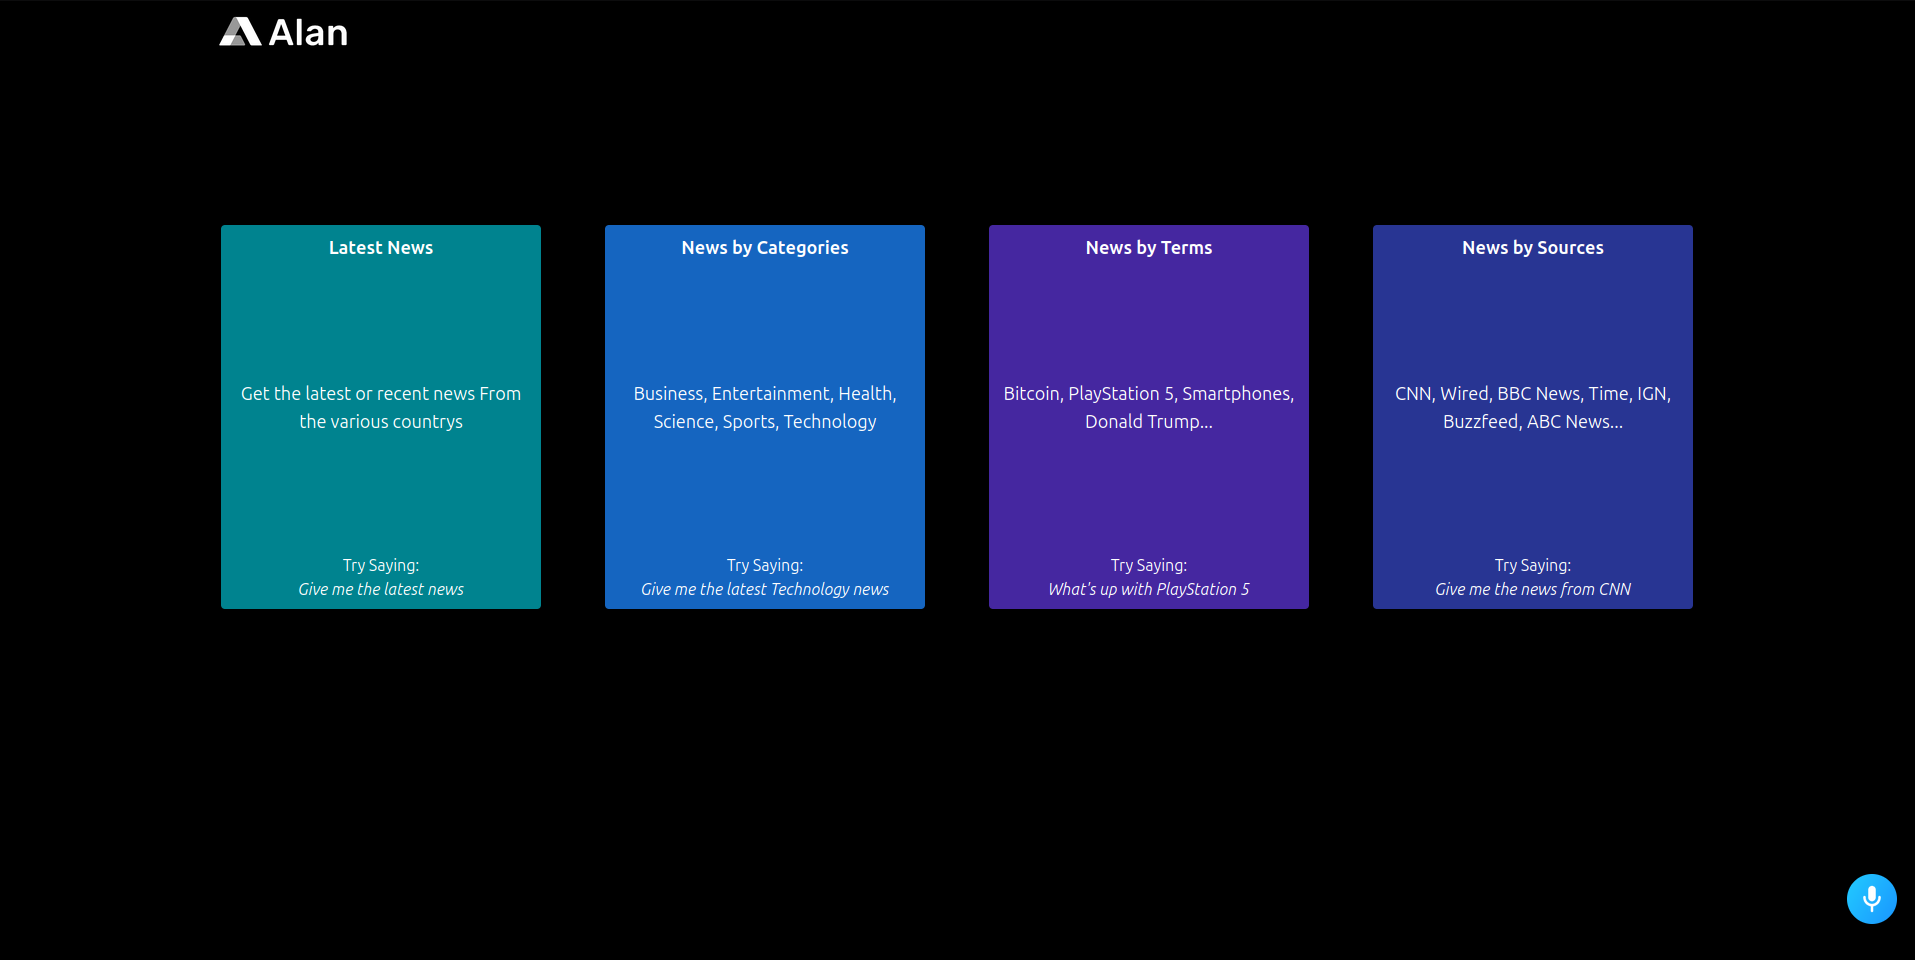 Alan
Latest News
Get the latest or recent news From
the various countrys
Try Saying:
Give me the latest news
News by Categories
Business, Entertainment, Health,
Science, Sports, Technology
Try Saying:
Give me the latest Technology news
News by Terms
Bitcoin, PlayStation 5, Smartphones,
Donald Trump...
Try Saying:
What's up with PlayStation 5
News by Sources
CNN, Wired, BBC News, Time, IGN,
Buzzfeed, ABC News...
Try Saying:
Give me the news from CNN